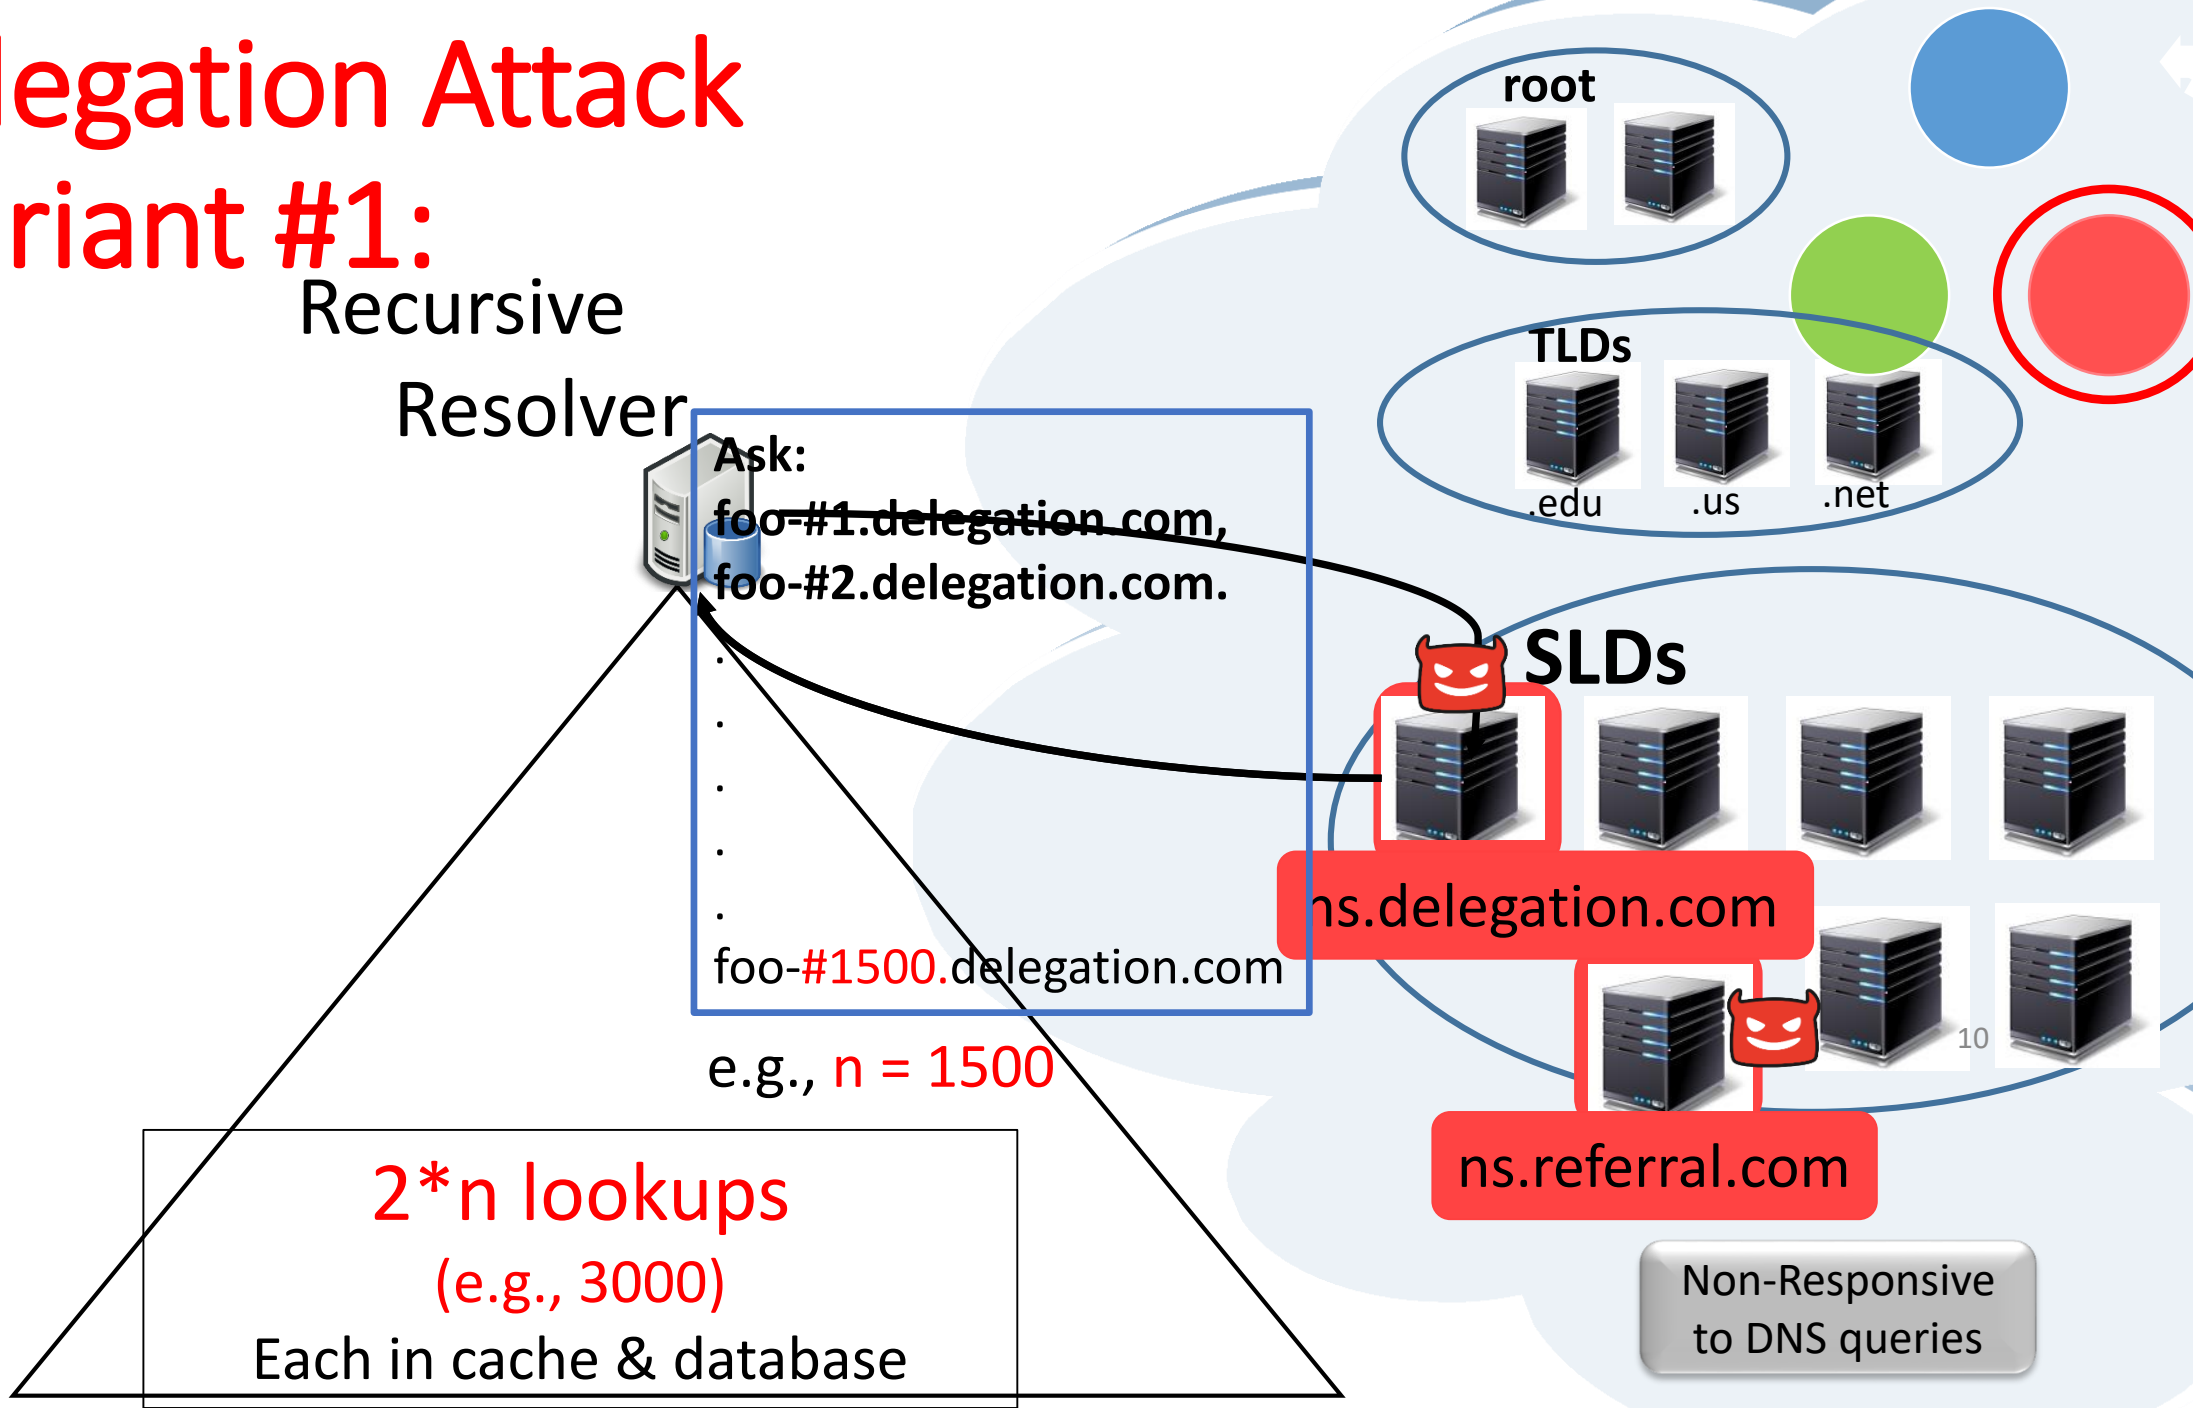 legation Attack
riant #1:
Recursive
Resolver
Ask:
foo-#1.delegation.com,
foo-#2.delegation.com.
.
.
.
.
.
foo-#1500.delegation.com
e.g., n = 1500
2*n lookups
(e.g., 3000)
Each in cache & database
root
TLDs
.edu
.us
.net
SLDs
ns.delegation.com
10
ns.referral.com
Non-Responsive
to DNS queries